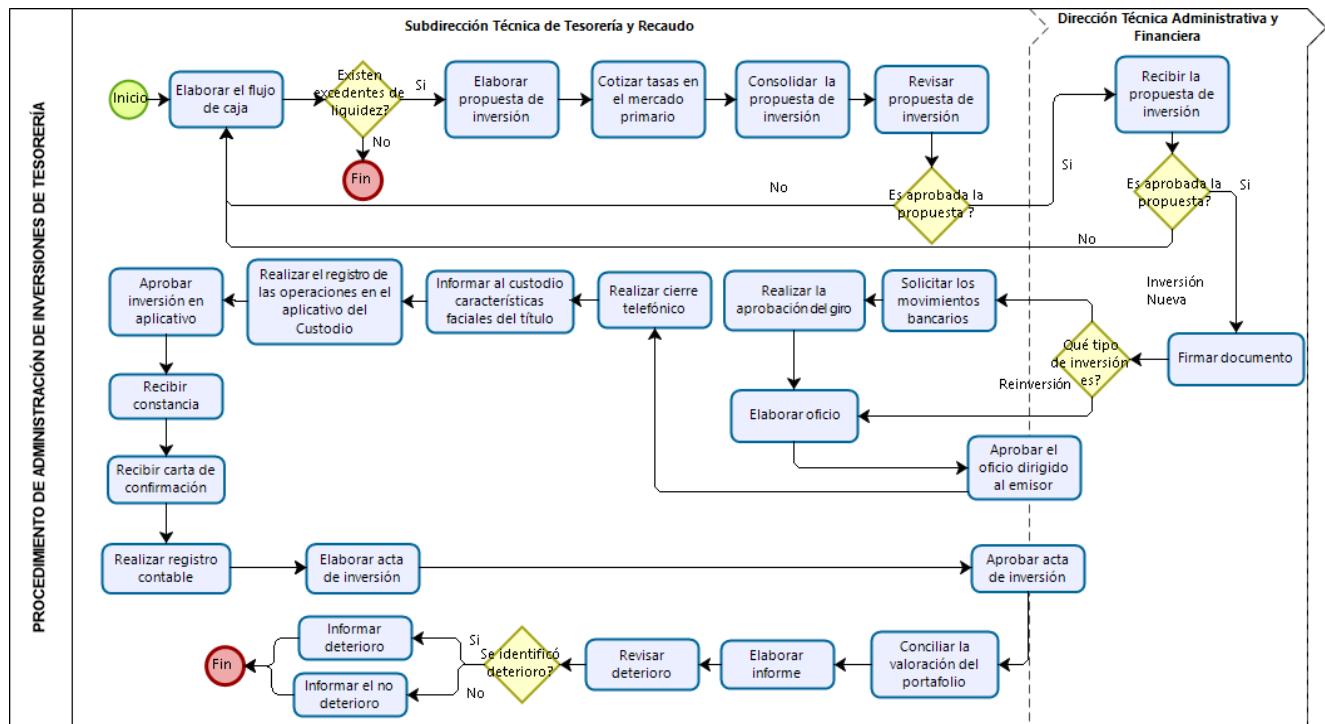 PROCEDIMIENTO DE ADMINISTRACIÓN DE INVERSIONES DE TESORERÍA
Subdirección Técnica de Tesorería y Recaudo
Dirección Técnica Administrativa y
Financiera
Inicio
Elaborar el flujo
de caja
Existen
excedentes de
liquidez?
Si
No
Fin
Elaborar
propuesta de
inversión
Cotizar tasas en
el mercado
primario
Consolidar la
propuesta de
inversión
Revisar
propuesta de
inversión
Es aprobada la
propuesta ?
No
Si
Recibir la
propuesta de
inversión
Es aprobada la
propuesta?
Si
No
Inversión
Nueva
Firmar documento
Qué tipo
de inversión
es?
Reinversión
Solicitar los
movimientos
bancarios
Realizar la
aprobación del giro
Elaborar oficio
Aprobar el
oficio dirigido
al emisor
Realizar cierre
telefónico
Informar al custodio
características
faciales del título
Realizar el registro de
las operaciones en el
aplicativo del
Custodio
Aprobar
inversión en
aplicativo
Recibir
constancia
Recibir carta de
confirmación
Realizar registro
contable
Elaborar acta
de inversión
Aprobar acta
de inversión
Conciliar la
valoración del
portafolio
Elaborar
informe
Revisar
deterioro
Se identificó
deterioro?
Si
No
Informar
deterioro
Informar el no
deterioro
Fin